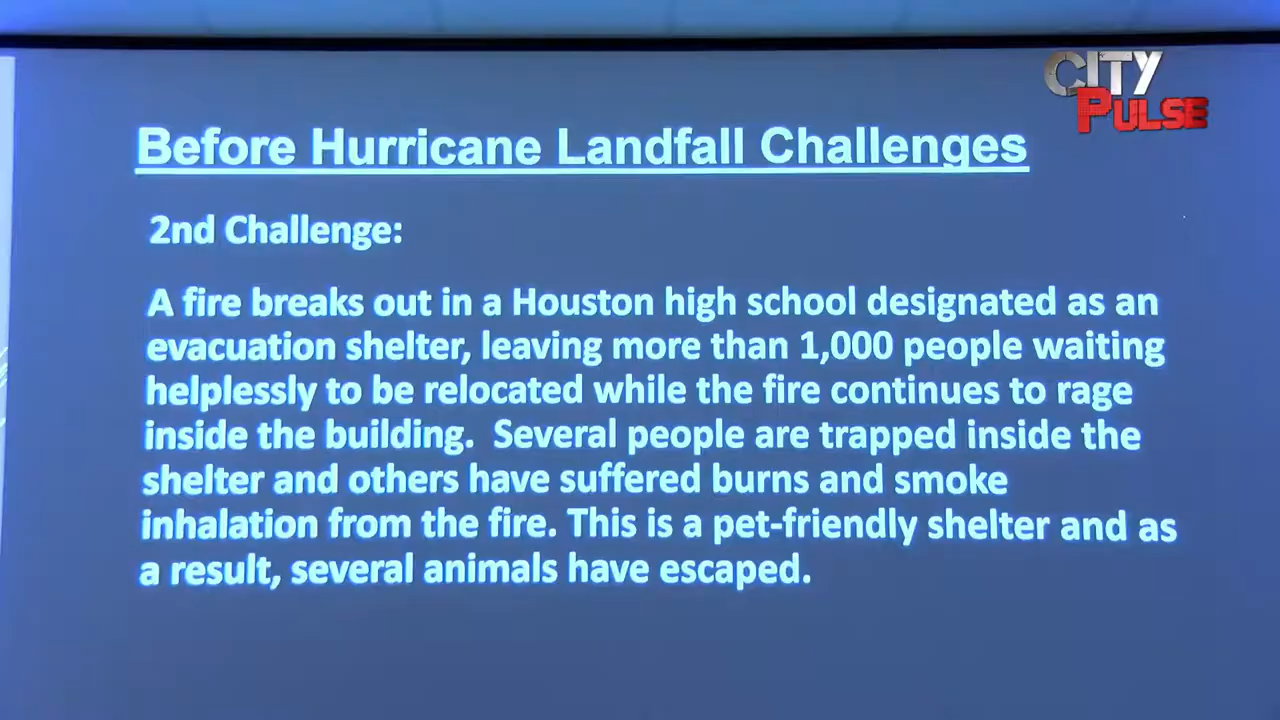 CITY
PULSE
Before Hurricane Landfall Challenges
2nd Challenge:
A fire breaks out in a Houston high school designated as an
evacuation shelter, leaving more than 1,000 people waiting
helplessly to be relocated while the fire continues to rage
inside the building.  Several people are trapped inside the
shelter and others have suffered burns and smoke
inhalation from the fire. This is a pet-friendly shelter and as
a result, several animals have escaped.